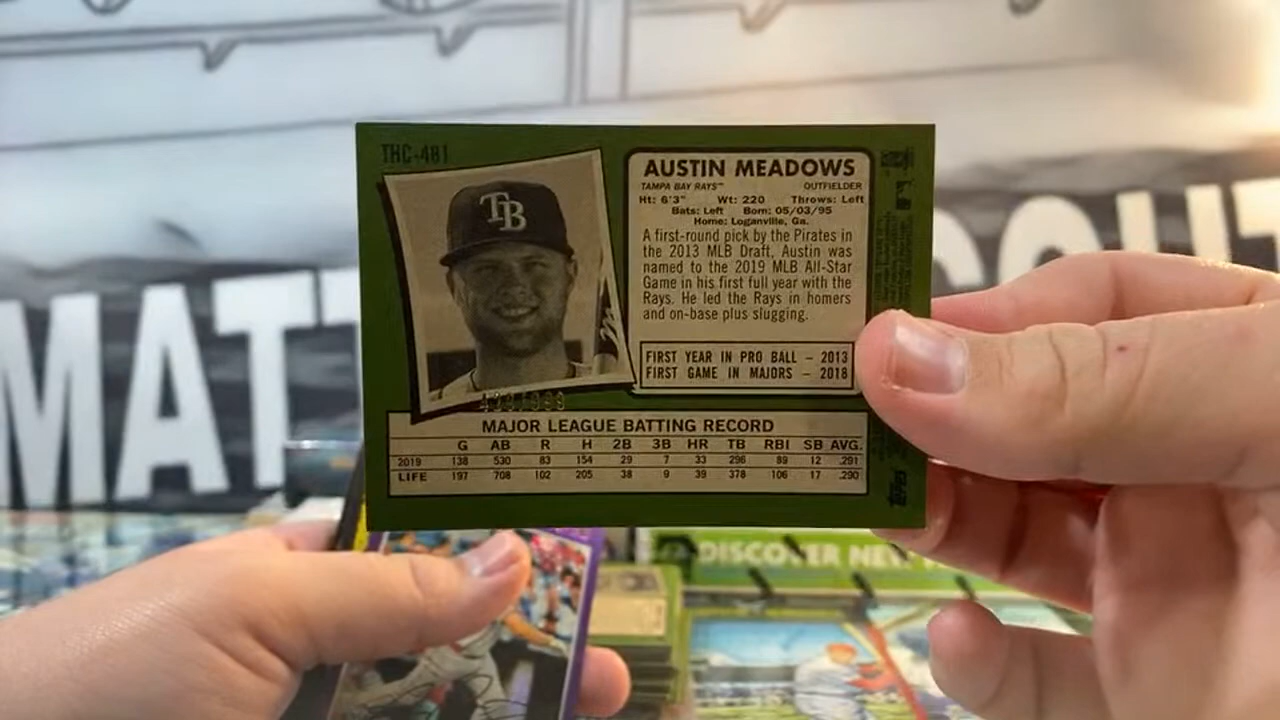 THC-481
TB
AUSTIN MEADOWS
TAMPA BAY RAYS™ OUTFIELDER
Ht: 6'3" Wt: 220 Throws: Left
Bats: Left Born: 05/03/95
Home: Loganville, Ga.
A first-round pick by the Pirates in
the 2013 MLB Draft, Austin was
named to the 2019 MLB All-Star
Game in his first full year with the
Rays. He led the Rays in homers
and on-base plus slugging.
FIRST YEAR IN PRO BALL – 2013
FIRST GAME IN MAJORS – 2018
MAJOR LEAGUE BATTING RECORD
G AB R H 2B 3B HR TB RBI SB AVG.
2019 138 530 83 154 29 7 33 296 89 12 .291
LIFE 197 708 102 205 38 9 39 378 106 17 .290
TOPPS
MATT
DISCOVER NEW